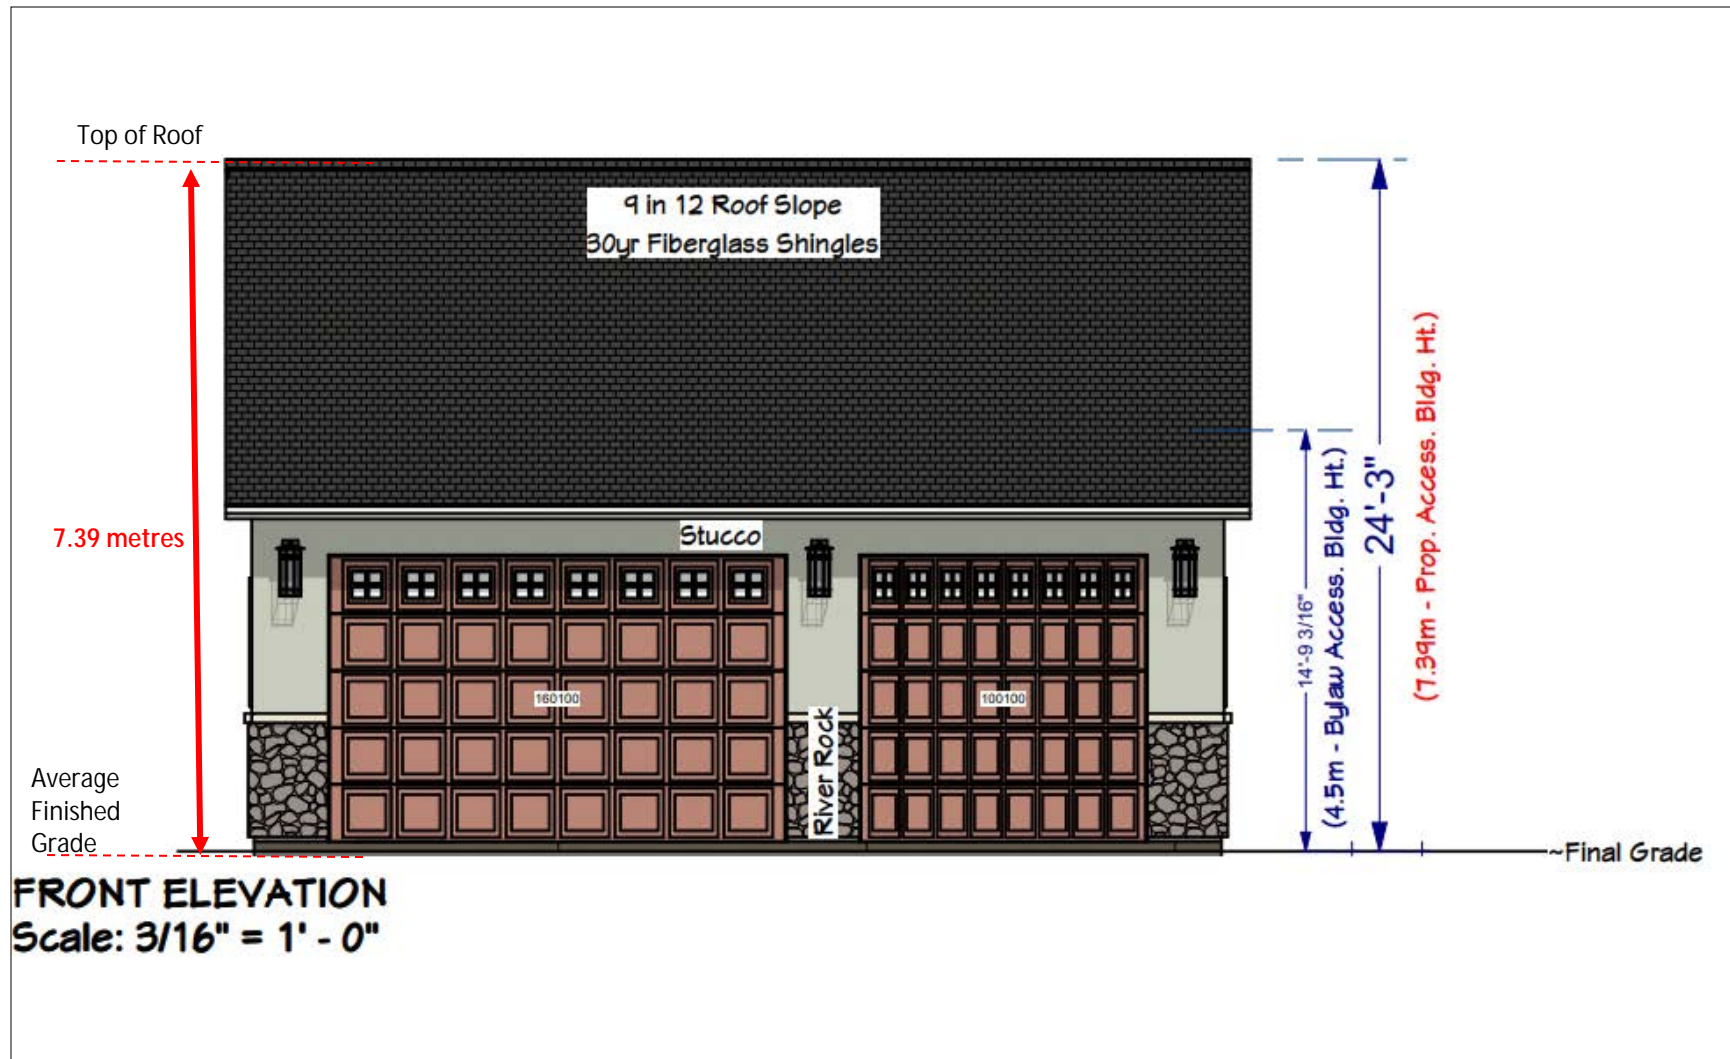 Top of Roof
9 in 12 Roof Slope
30yr Fiberglass Shingles
7.39 metres
Stucco
160100
100100
River Rock
14'-9 3/16"
(4.5m - Bylaw Access. Bldg. Ht.)
24'-3"
(7.39m - Prop. Access. Bldg. Ht.)
Average
Finished
Grade
~Final Grade
FRONT ELEVATION
Scale: 3/16" = 1' - 0"